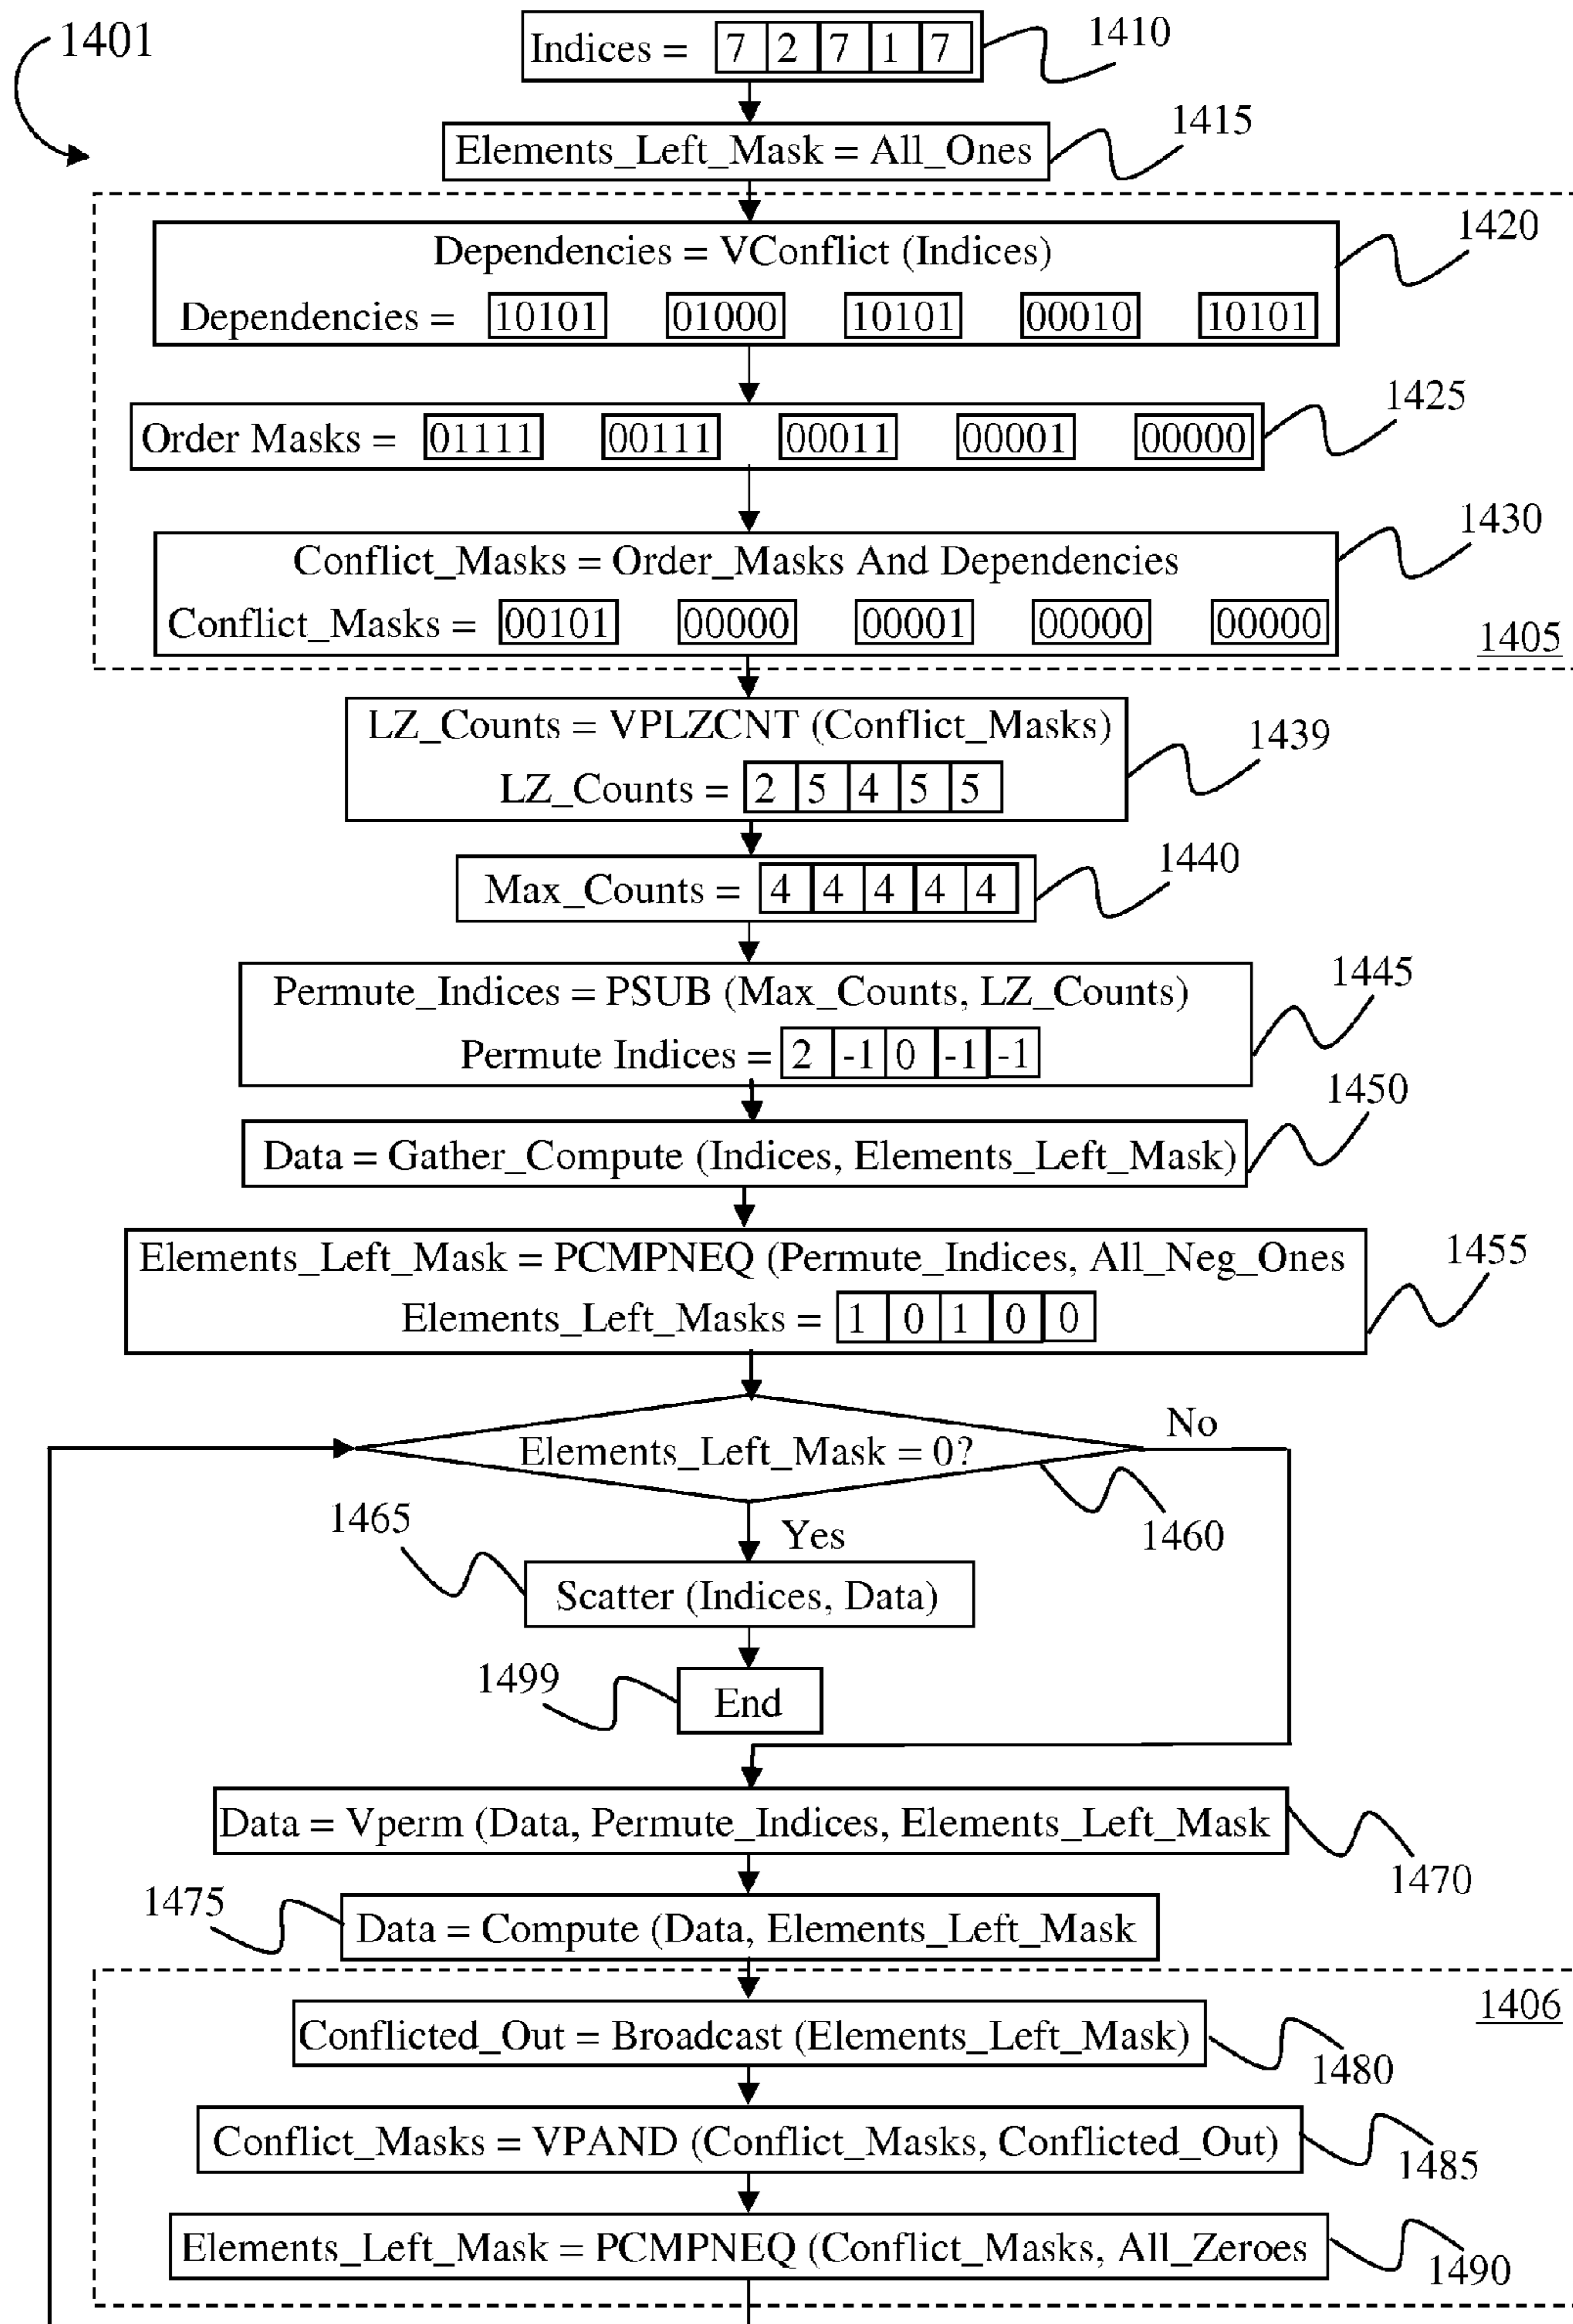 1401
Indices = 7 2 7 1 7
1410
Elements_Left_Mask = All_Ones
1415
Dependencies = VConflict (Indices)
1420
Dependencies = 10101 01000 10101 00010 10101
Order Masks = 01111 00111 00011 00001 00000
1425
Conflict_Masks = Order_Masks And Dependencies
1430
Conflict_Masks = 00101 00000 00001 00000 00000
1405
LZ_Counts = VPLZCNT (Conflict_Masks)
1439
LZ_Counts = 2 5 4 5 5
Max_Counts = 4 4 4 4 4
1440
Permute_Indices = PSUB (Max_Counts, LZ_Counts)
1445
Permute Indices = 2 -1 0 -1 -1
Data = Gather_Compute (Indices, Elements_Left_Mask)
1450
Elements_Left_Mask = PCMPNEQ (Permute_Indices, All_Neg_Ones
1455
Elements_Left_Masks = 1 0 1 0 0
Elements_Left_Mask = 0?
No
1460
Yes
1465
Scatter (Indices, Data)
1499
End
Data = Vperm (Data, Permute_Indices, Elements_Left_Mask
1470
1475
Data = Compute (Data, Elements_Left_Mask
1406
Conflicted_Out = Broadcast (Elements_Left_Mask)
1480
Conflict_Masks = VPAND (Conflict_Masks, Conflicted_Out)
1485
Elements_Left_Mask = PCMPNEQ (Conflict_Masks, All_Zeroes
1490